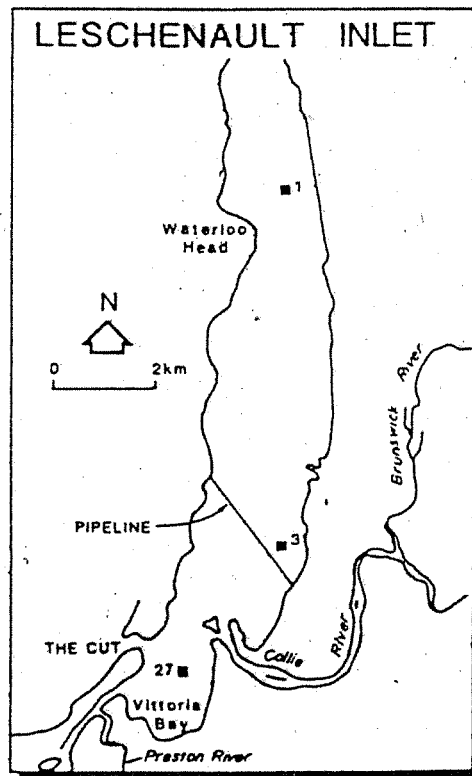 LESCHENAULT INLET
1
Waterloo
Head
N
0 2km
Brunswick River
PIPELINE
3
THE CUT
Collie River
27
Vittoria
Bay
Preston River